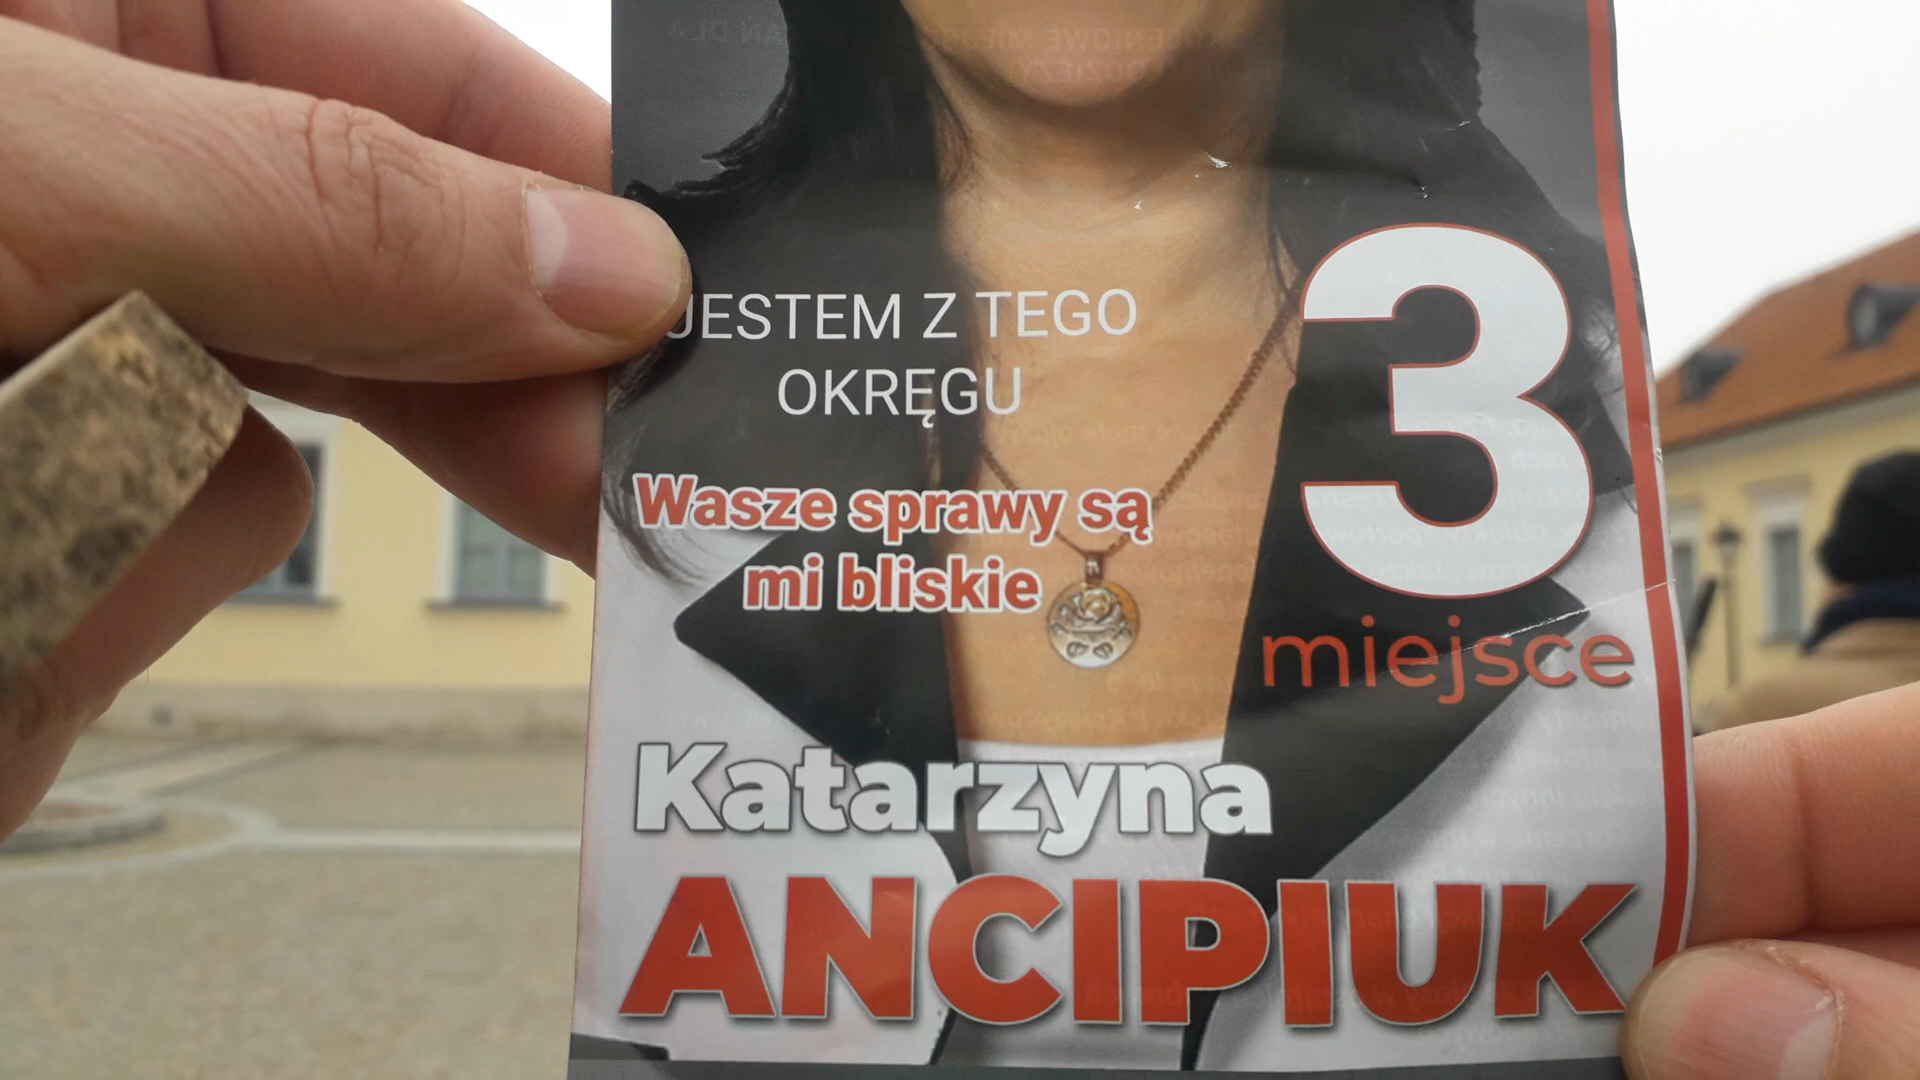 JESTEM Z TEGO
OKRĘGU
Wasze sprawy są
mi bliskie
3
miejsce
Katarzyna
ANCIPIUK